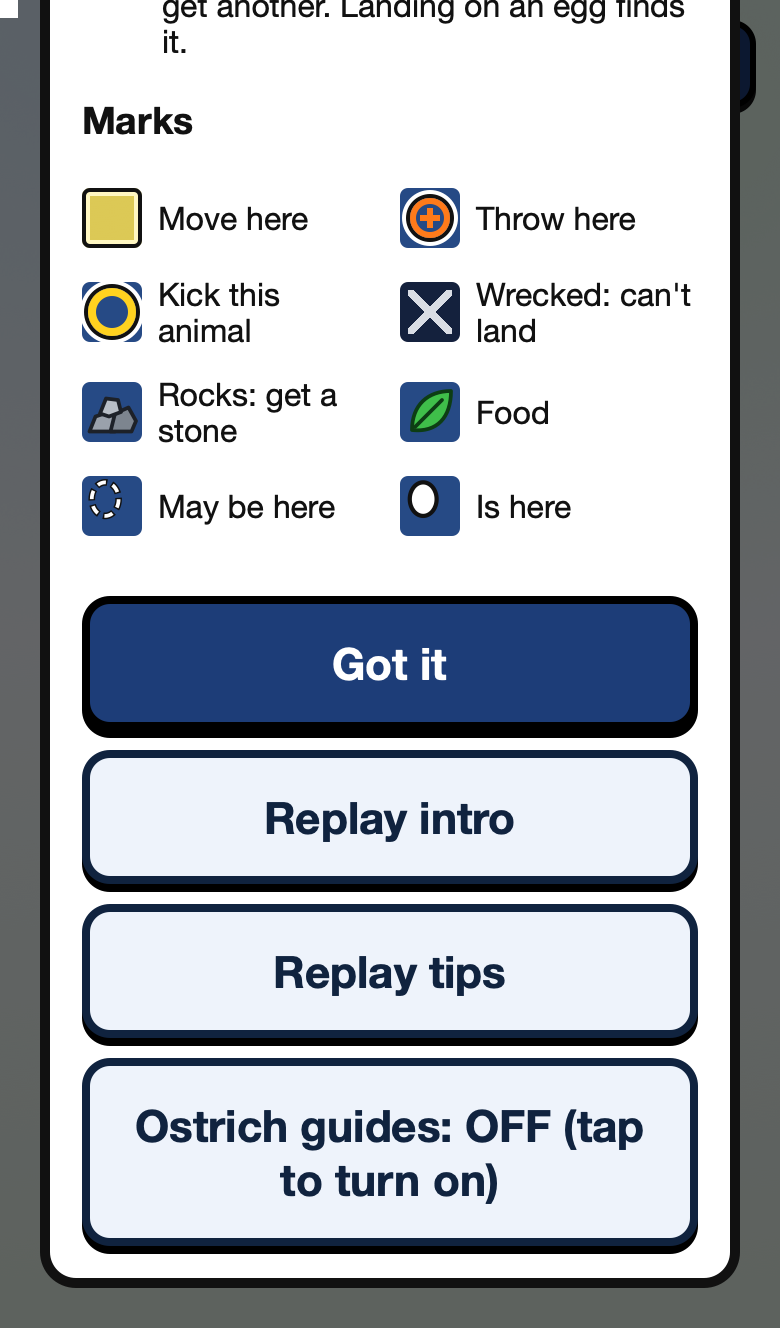 get another. Landing on an egg finds
it.
Marks
Move here
Throw here
Kick this
animal
Wrecked: can't
land
Rocks: get a
stone
Food
May be here
Is here
Got it
Replay intro
Replay tips
Ostrich guides: OFF (tap
to turn on)